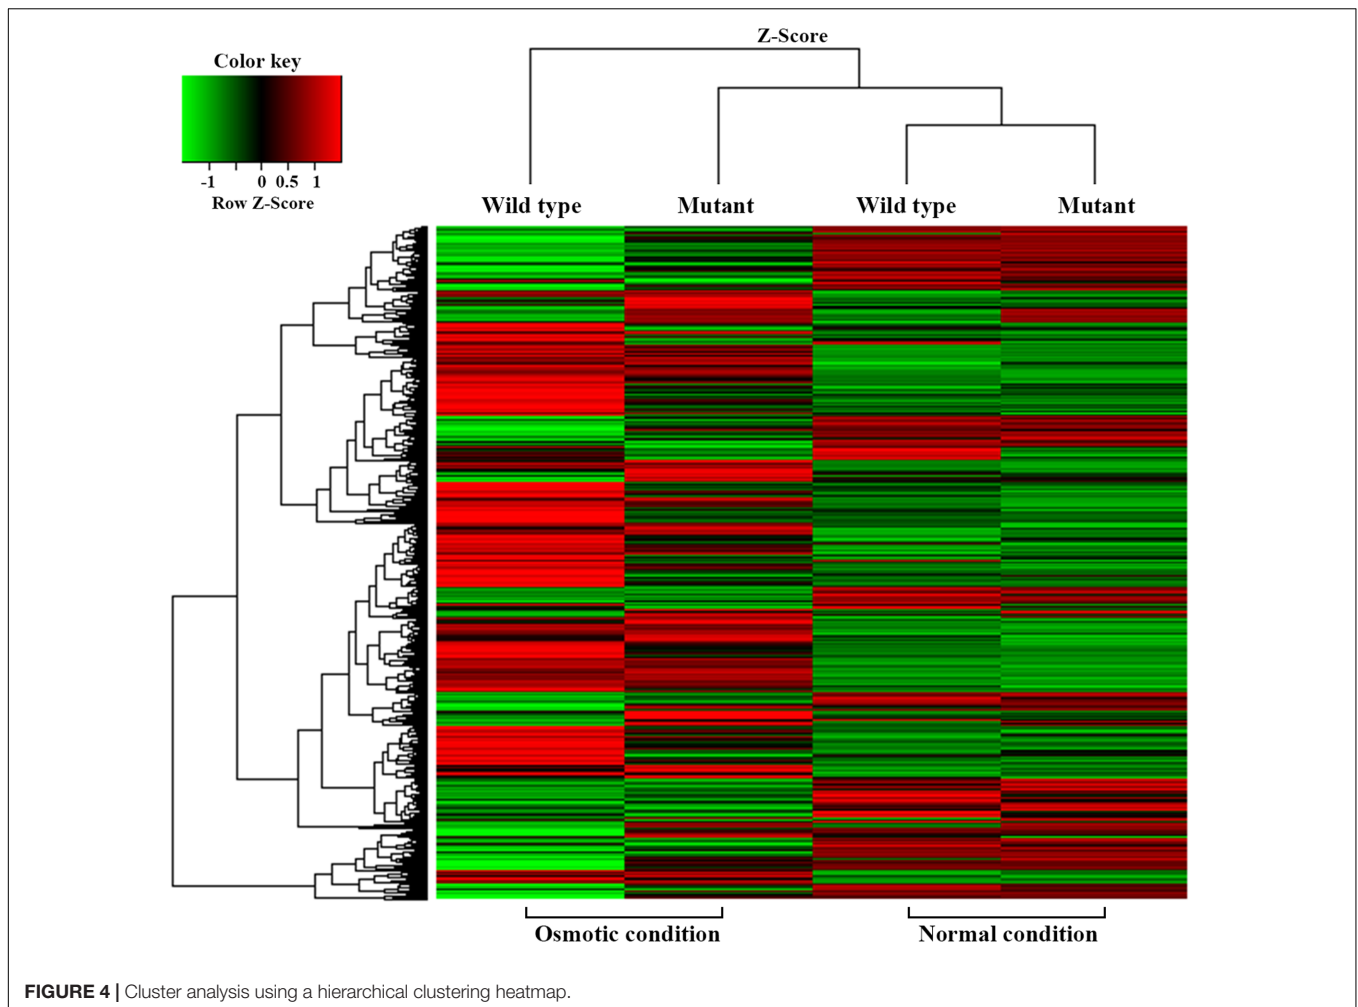 Z-Score
Color key
-1 0 0.5 1
Row Z-Score
Wild type Mutant Wild type Mutant
Osmotic condition Normal condition
FIGURE 4 | Cluster analysis using a hierarchical clustering heatmap.